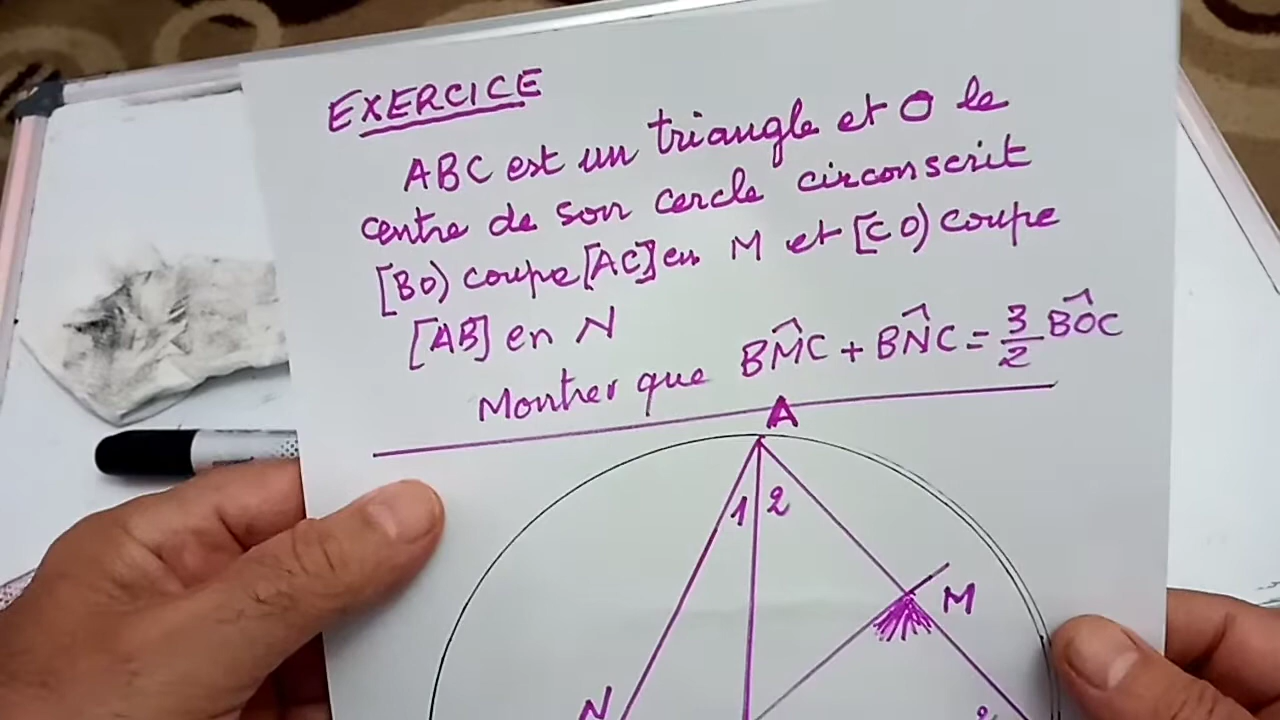 EXERCICE
ABC est un triangle et O le
centre de son cercle circonscrit
[BO) coupe [AC] en M et [CO) coupe
[AB] en N
Montrer que BM̂C + BN̂C = 3/2 BÔC
A
1 2
M
N